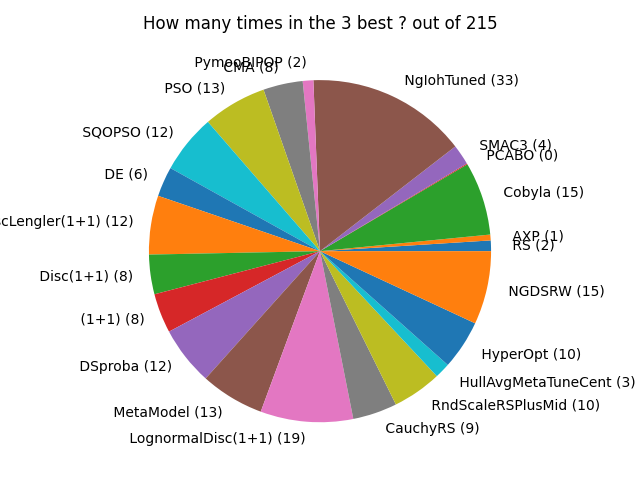 How many times in the 3 best ? out of 215
PymooBIPOP (2)
CMA (8)
NgIohTuned (33)
PSO (13)
SMAC3 (4)
SQOPSO (12)
PCABO (0)
DE (6)
Cobyla (15)
scLengler(1+1) (12)
AXP (1)
RS (2)
Disc(1+1) (8)
NGDSRW (15)
(1+1) (8)
HyperOpt (10)
DSproba (12)
HullAvgMetaTuneCent (3)
RndScaleRSPlusMid (10)
MetaModel (13)
CauchyRS (9)
LognormalDisc(1+1) (19)